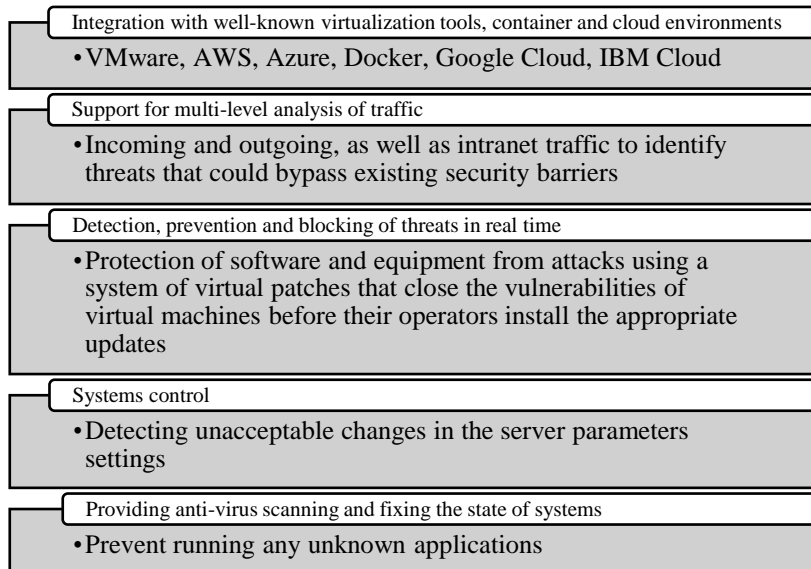 Integration with well-known virtualization tools, container and cloud environments
•VMware, AWS, Azure, Docker, Google Cloud, IBM Cloud
Support for multi-level analysis of traffic
•Incoming and outgoing, as well as intranet traffic to identify
threats that could bypass existing security barriers
Detection, prevention and blocking of threats in real time
•Protection of software and equipment from attacks using a
system of virtual patches that close the vulnerabilities of
virtual machines before their operators install the appropriate
updates
Systems control
•Detecting unacceptable changes in the server parameters
settings
Providing anti-virus scanning and fixing the state of systems
•Prevent running any unknown applications